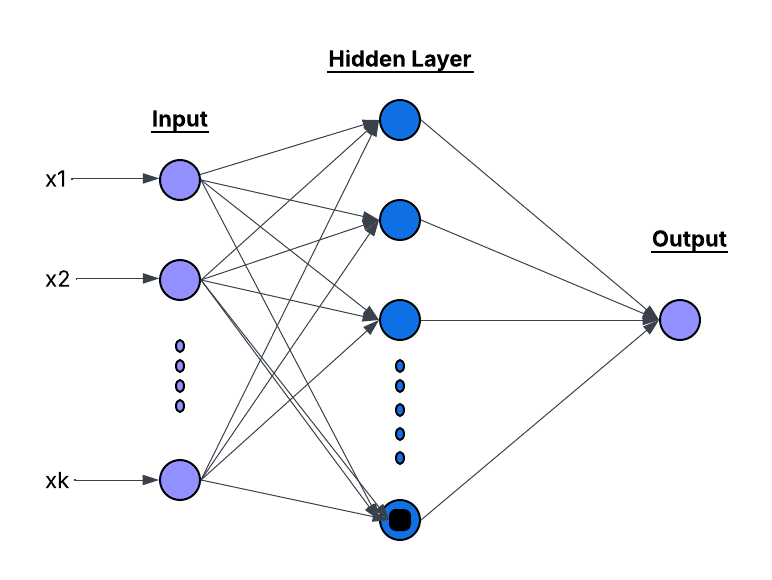 Hidden Layer
Input
x1
x2
Output
xk